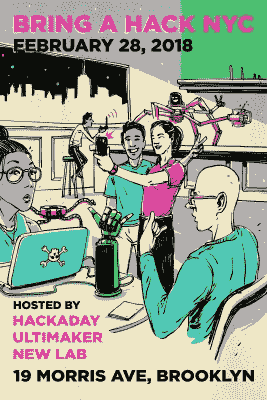 BRING A HACK NYC
FEBRUARY 28, 2018
HOSTED BY
HACKADAY
ULTIMAKER
NEW LAB
19 MORRIS AVE, BROOKLYN